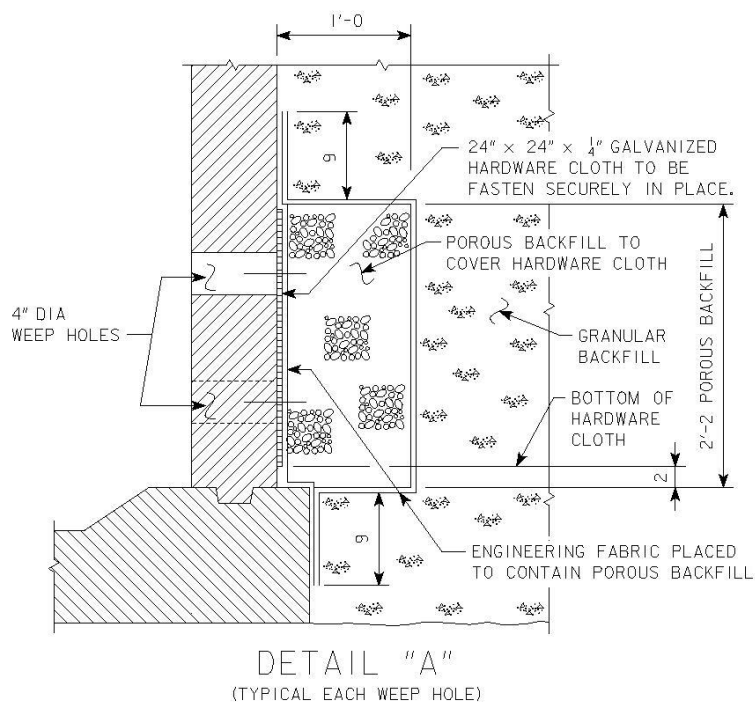 1'-0
9
24" × 24" × 1/4" GALVANIZED
HARDWARE CLOTH TO BE
FASTEN SECURELY IN PLACE.
POROUS BACKFILL TO
COVER HARDWARE CLOTH
4" DIA
WEEP HOLES
GRANULAR
BACKFILL
2'-2 POROUS BACKFILL
BOTTOM OF
HARDWARE
CLOTH
2
9
ENGINEERING FABRIC PLACED
TO CONTAIN POROUS BACKFILL
DETAIL "A"
(TYPICAL EACH WEEP HOLE)